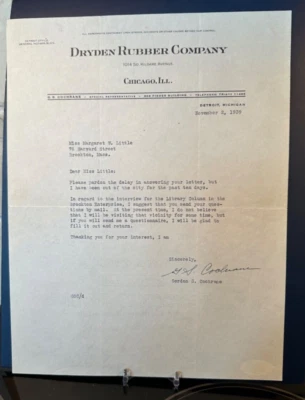 DRYDEN RUBBER COMPANY
CHICAGO, ILL.
DETROIT, MICHIGAN
November 2, 1939
Miss Margaret E. Little
Brockton, Mass.
Dear Miss Little:
Please pardon the delay in answering your letter, but
I have been out of the city for the past ten days.
In regard to the interview for the Library Column in the
Brockton Enterprise, I suggest that you send your ques-
tions by mail. At the present time, I do not believe
that I will be visiting that vicinity for some time, but
if you will send me a questionnaire, I will be glad to
fill it out and return.
Thanking you for your interest, I am
Sincerely,
Gordon S. Cochrane